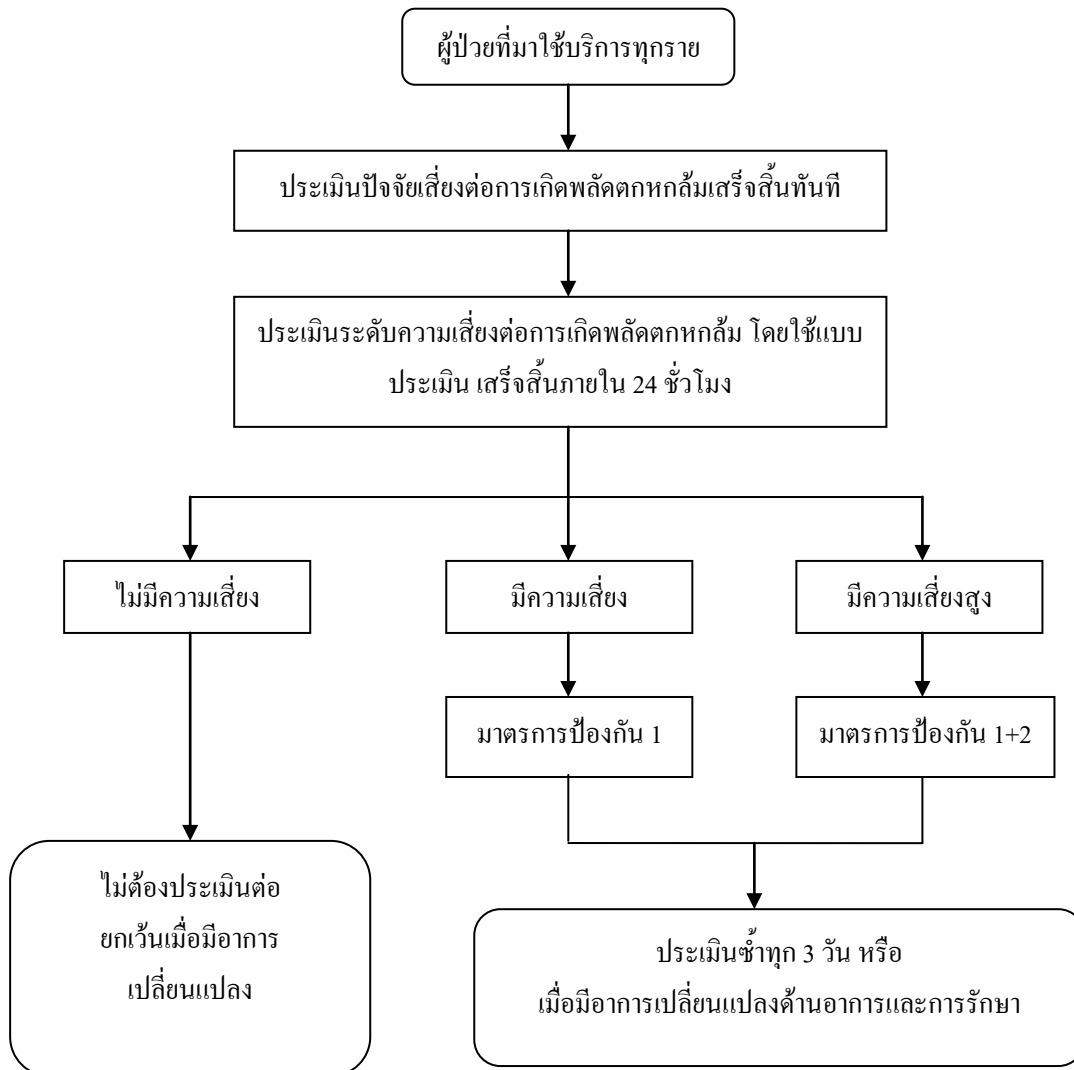 ผู้ป่วยที่มาใช้บริการทุกราย
ประเมินปัจจัยเสี่ยงต่อการเกิดพลัดตกหกล้มเสร็จสิ้นทันที
ประเมินระดับความเสี่ยงต่อการเกิดพลัดตกหกล้ม โดยใช้แบบ
ประเมิน เสร็จสิ้นภายใน 24 ชั่วโมง
ไม่มีความเสี่ยง
มีความเสี่ยง
มีความเสี่ยงสูง
มาตรการป้องกัน 1
มาตรการป้องกัน 1+2
ไม่ต้องประเมินต่อ
ยกเว้นเมื่อมีอาการ
เปลี่ยนแปลง
ประเมินซ้ำทุก 3 วัน หรือ
เมื่อมีอาการเปลี่ยนแปลงด้านอาการและการรักษา